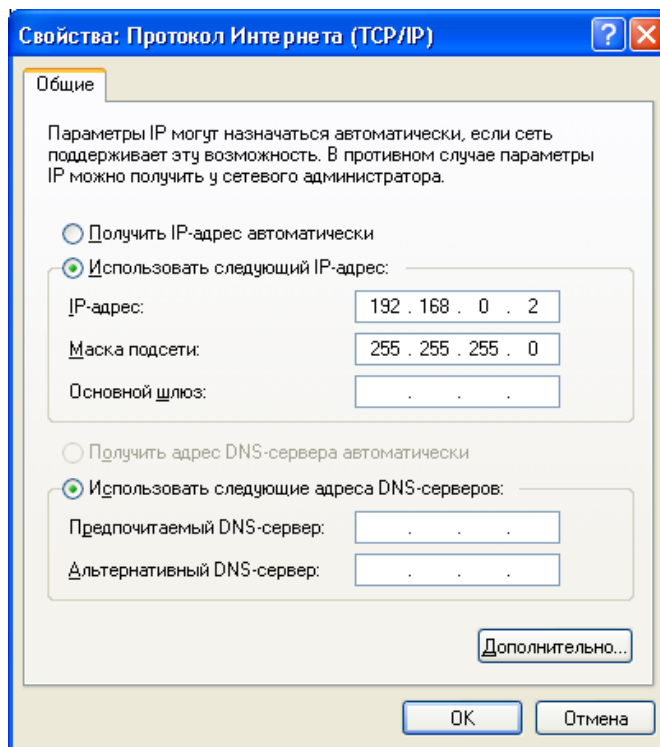 Свойства: Протокол Интернета (TCP/IP)
Общие
Параметры IP могут назначаться автоматически, если сеть
поддерживает эту возможность. В противном случае параметры
IP можно получить у сетевого администратора.
Получить IP-адрес автоматически
Использовать следующий IP-адрес:
IP-адрес: 192 . 168 . 0 . 2
Маска подсети: 255 . 255 . 255 . 0
Основной шлюз: . . .
Получить адрес DNS-сервера автоматически
Использовать следующие адреса DNS-серверов:
Предпочитаемый DNS-сервер: . . .
Альтернативный DNS-сервер: . . .
Дополнительно...
OK Отмена